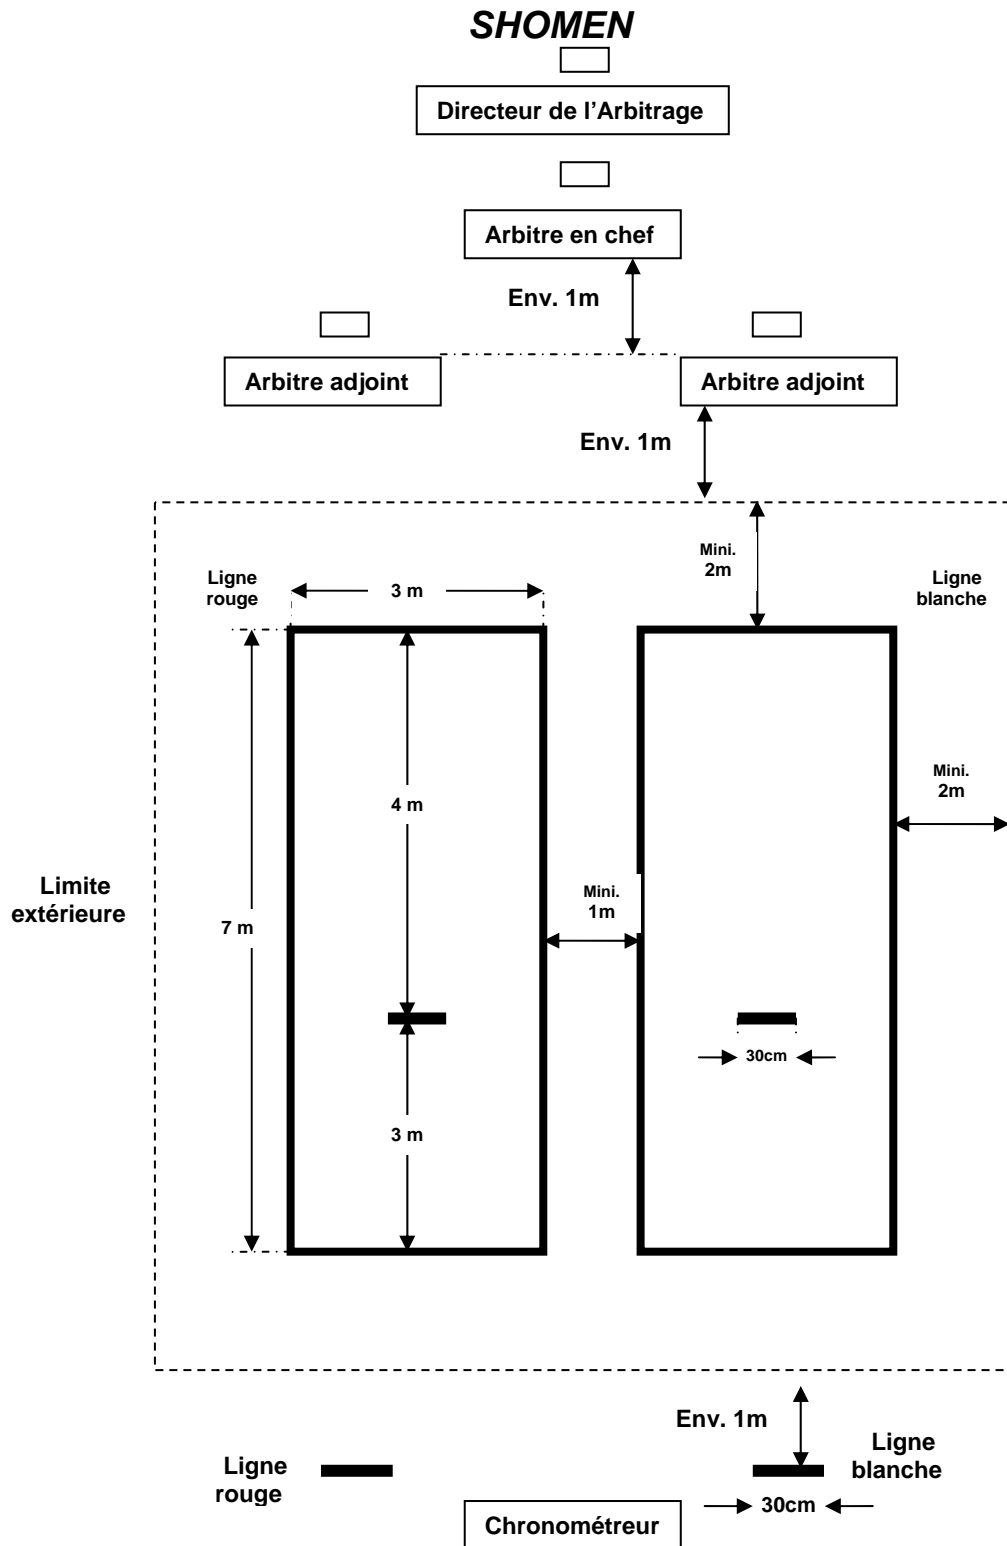 SHOMEN
Directeur de l'Arbitrage
Arbitre en chef
Env. 1m
Arbitre adjoint
Arbitre adjoint
Env. 1m
Mini.
2m
Ligne
rouge
3 m
Ligne
blanche
4 m
Mini.
2m
Limite
extérieure
7 m
Mini.
1m
30cm
3 m
Env. 1m
Ligne
rouge
Ligne
blanche
30cm
Chronométreur